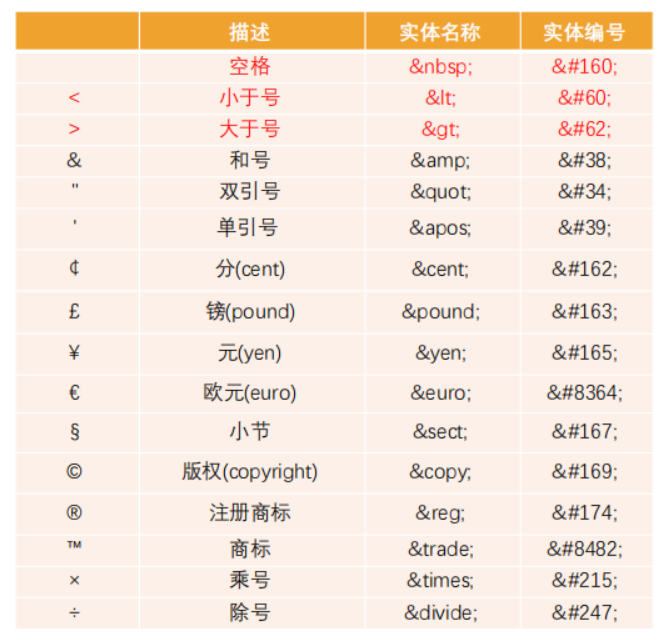 描述 实体名称 实体编号
空格 &nbsp; &#160;
< 小于号 &lt; &#60;
> 大于号 &gt; &#62;
& 和号 &amp; &#38;
" 双引号 &quot; &#34;
' 单引号 &apos; &#39;
¢ 分(cent) &cent; &#162;
£ 镑(pound) &pound; &#163;
¥ 元(yen) &yen; &#165;
€ 欧元(euro) &euro; &#8364;
§ 小节 &sect; &#167;
© 版权(copyright) &copy; &#169;
® 注册商标 &reg; &#174;
™ 商标 &trade; &#8482;
× 乘号 &times; &#215;
÷ 除号 &divide; &#247;